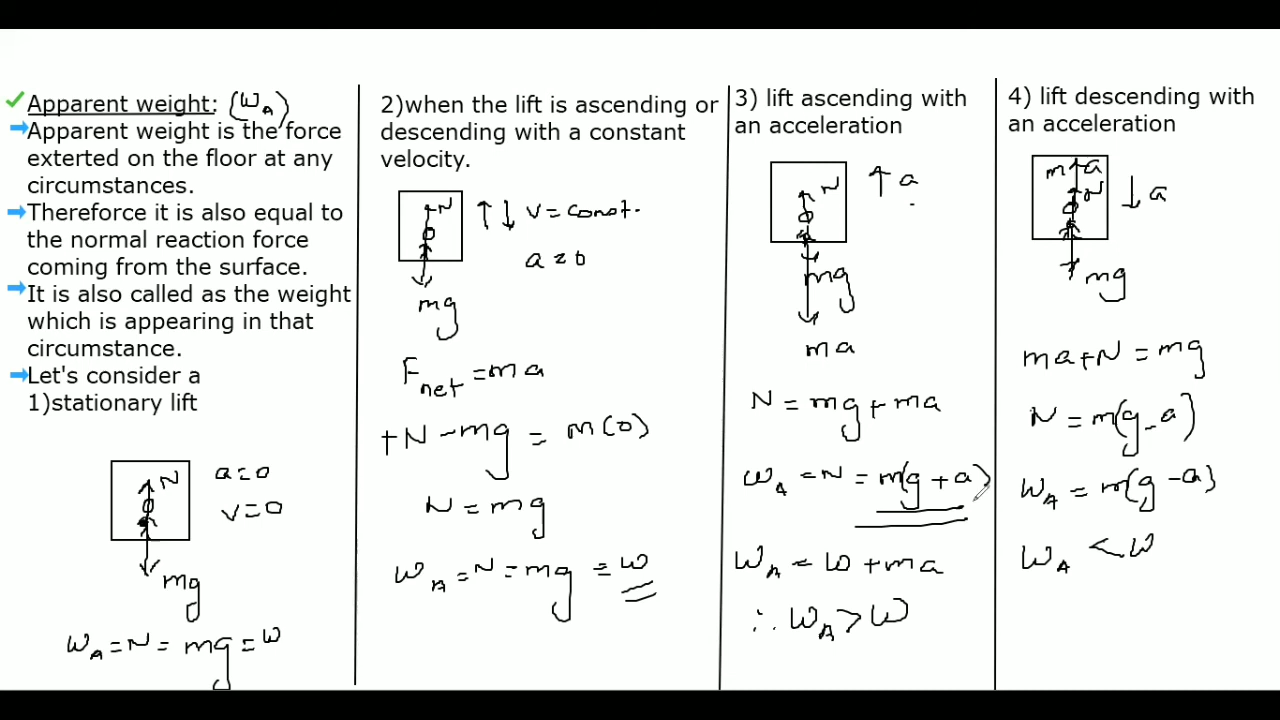 Apparent weight: (WA)
Apparent weight is the force
exterted on the floor at any
circumstances.
Thereforce it is also equal to
the normal reaction force
coming from the surface.
It is also called as the weight
which is appearing in that
circumstance.
Let's consider a
1)stationary lift
N
a=0
v=0
mg
WA=N=mg=W
2)when the lift is ascending or
descending with a constant
velocity.
N
↑↓ v=const.
a=0
mg
Fnet=ma
+N-mg=m(0)
N=mg
WA=N=mg=W
3) lift ascending with
an acceleration
N
↑a
mg
ma
N=mg+ma
WA=N=m(g+a)
WA=W+ma
∴WA>W
4) lift descending with
an acceleration
ma
N
↓a
mg
ma+N=mg
N=m(g-a)
WA=m(g-a)
WA<W